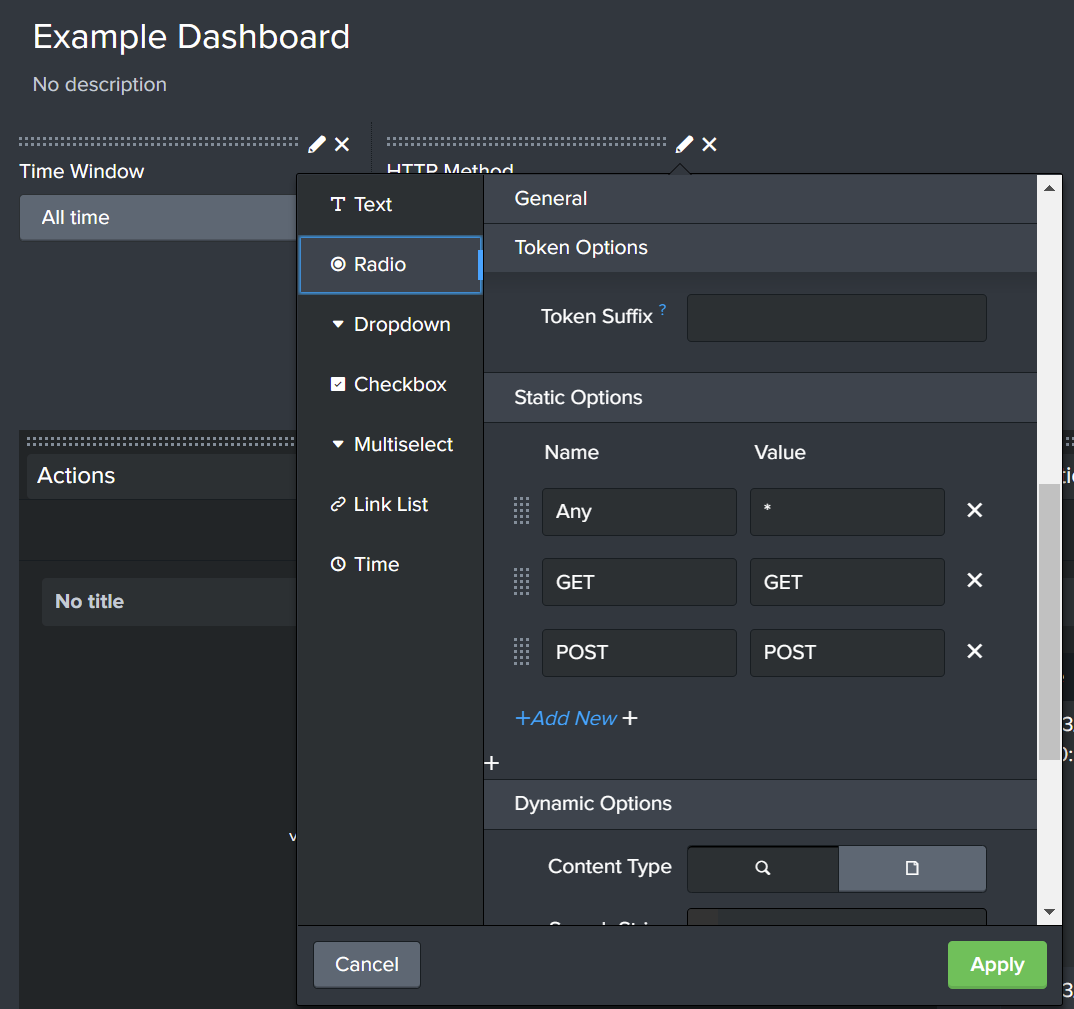 Example Dashboard
No description
Time Window
HTTP Method
All time
Actions
No title
Text
Radio
Dropdown
Checkbox
Multiselect
Link List
Time
General
Token Options
Token Suffix ?
Static Options
Name Value
Any *
GET GET
POST POST
+Add New +
+
Dynamic Options
Content Type
Cancel
Apply